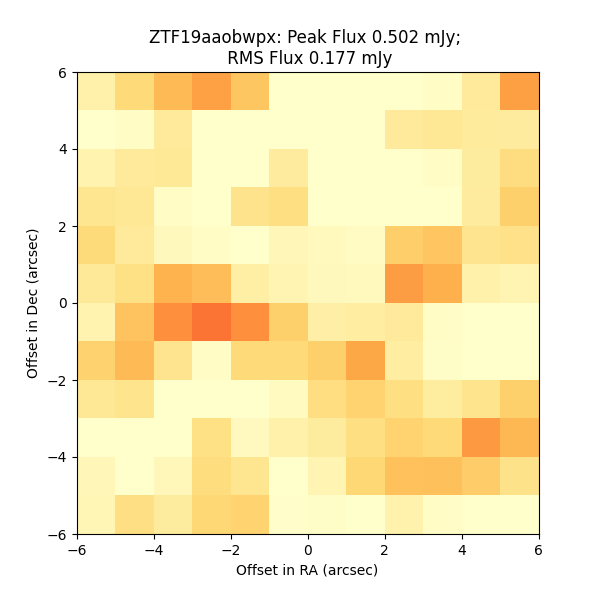 ZTF19aaobwpx: Peak Flux 0.502 mJy;
RMS Flux 0.177 mJy
6
4
2
0
−2
−4
−6
Offset in Dec (arcsec)
−6 −4 −2 0 2 4 6
Offset in RA (arcsec)